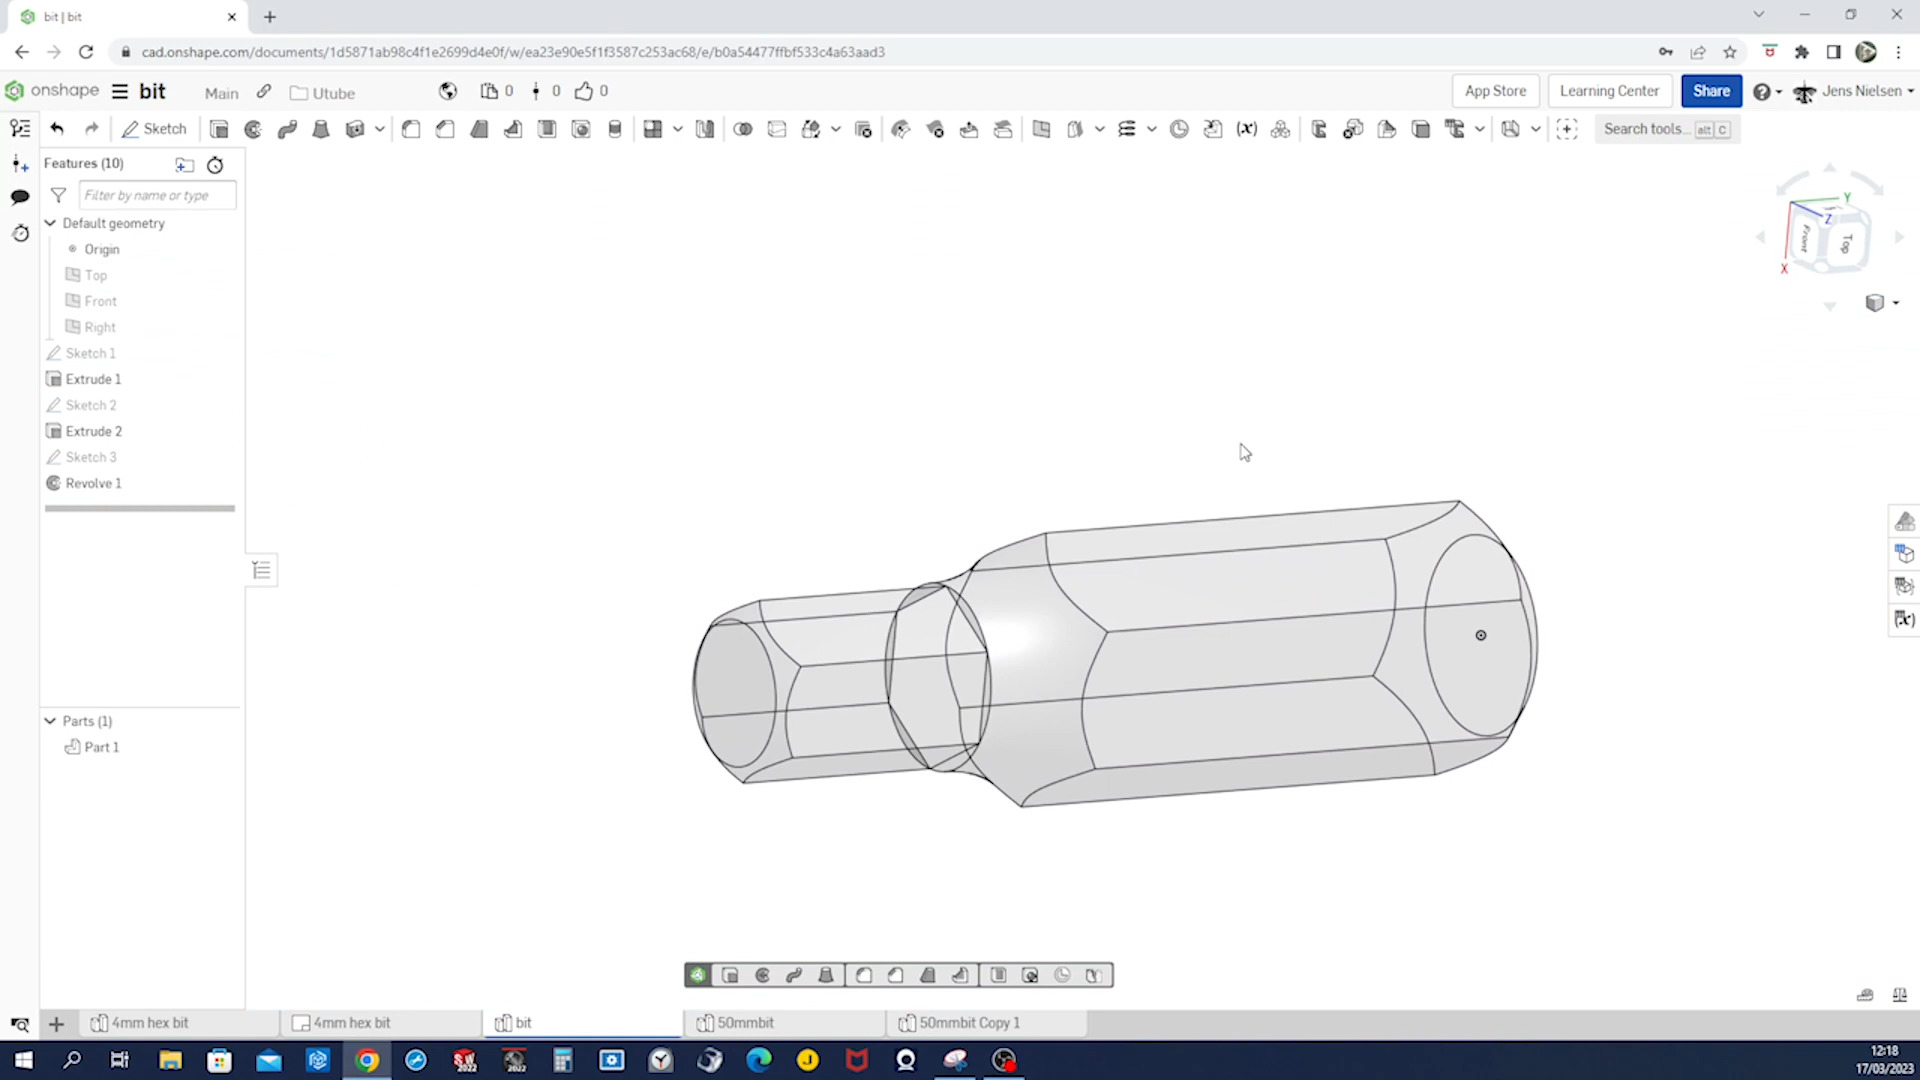 bit | bit
cad.onshape.com/documents/1d5871ab98c4f1e2699d4e0f/w/ea23e90e5f1f3587c253ac68/e/b0a54477ffbf533c4a63aad3
onshape
bit
Main
Utube
0
0
0
App Store
Learning Center
Share
Jens Nielsen
Sketch
(x)
Search tools...
alt
C
Features (10)
Filter by name or type
Default geometry
Origin
Top
Front
Right
Sketch 1
Extrude 1
Sketch 2
Extrude 2
Sketch 3
Revolve 1
Y
Z
Front
Top
X
(x)
Parts (1)
Part 1
4mm hex bit
4mm hex bit
bit
50mmbit
50mmbit Copy 1
SW
2022
2022
J
12:18
17/03/2023